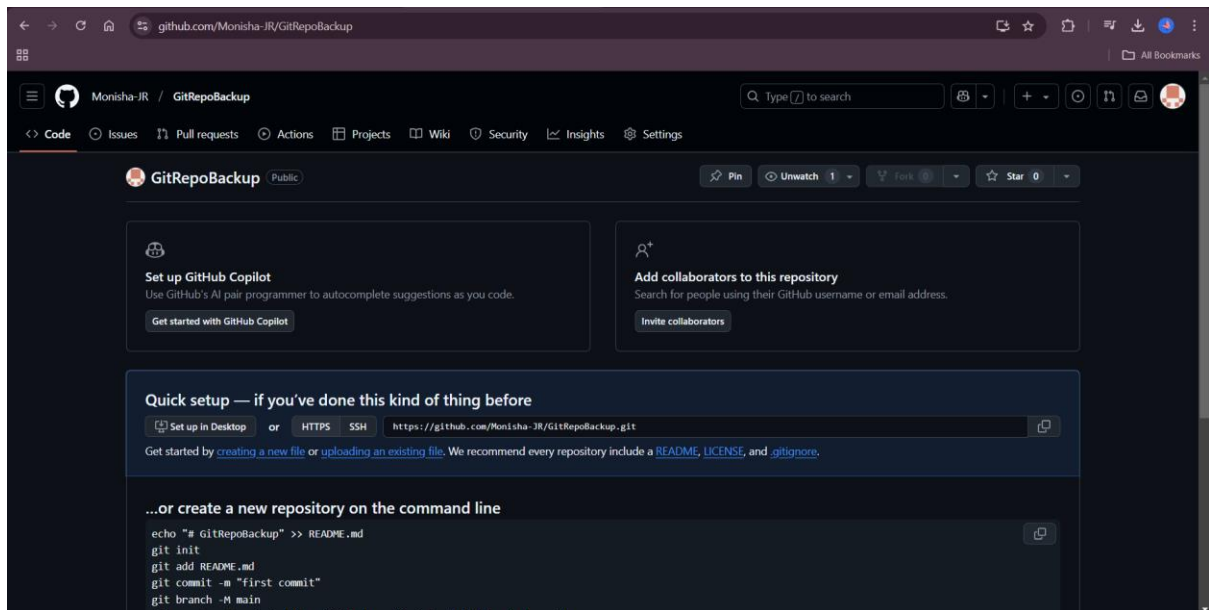 github.com/Monisha-JR/GitRepoBackup
All Bookmarks
Monisha-JR / GitRepoBackup
Type / to search
<> Code Issues Pull requests Actions Projects Wiki Security Insights Settings
GitRepoBackup Public
Pin Unwatch 1 Fork 0 Star 0
Set up GitHub Copilot
Use GitHub's AI pair programmer to autocomplete suggestions as you code.
Get started with GitHub Copilot
Add collaborators to this repository
Search for people using their GitHub username or email address.
Invite collaborators
Quick setup — if you've done this kind of thing before
Set up in Desktop or HTTPS SSH https://github.com/Monisha-JR/GitRepoBackup.git
Get started by creating a new file or uploading an existing file. We recommend every repository include a README, LICENSE, and .gitignore.
...or create a new repository on the command line
echo "# GitRepoBackup" >> README.md
git init
git add README.md
git commit -m "first commit"
git branch -M main